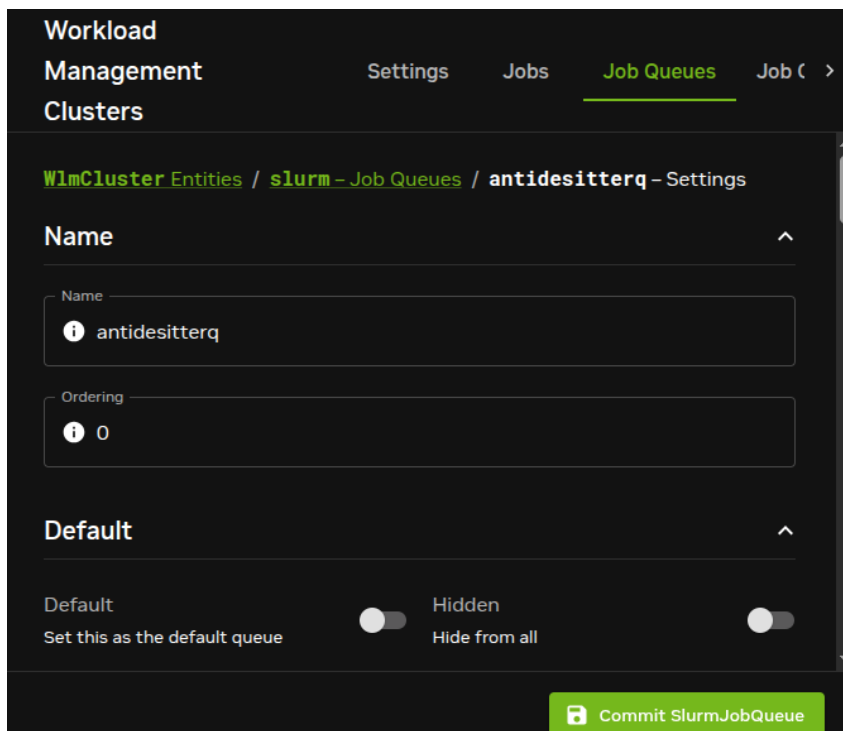 Workload
Management
Clusters
Settings Jobs Job Queues Job
WlmCluster Entities / slurm – Job Queues / antidesitterq – Settings
Name
Name
antidesitterq
Ordering
0
Default
Default
Set this as the default queue
Hidden
Hide from all
Commit SlurmJobQueue